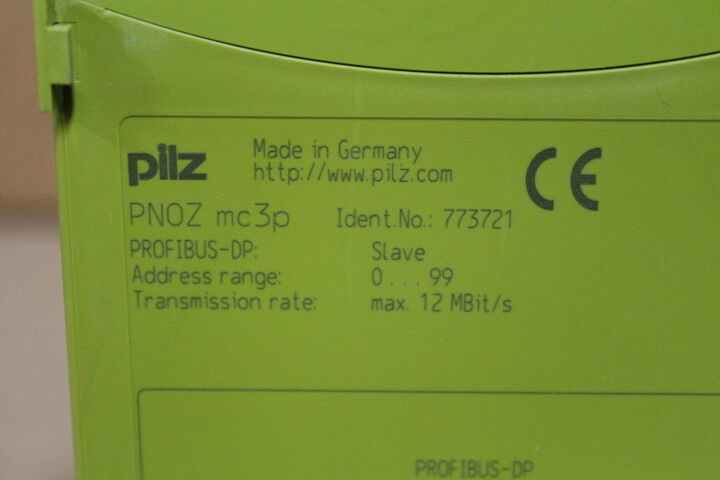 pilz
Made in Germany
http://www.pilz.com
CE
PNOZ mc3p Ident.No.: 773721
PROFIBUS-DP: Slave
Address range: 0...99
Transmission rate: max. 12 MBit/s
PROFIBUS-DP